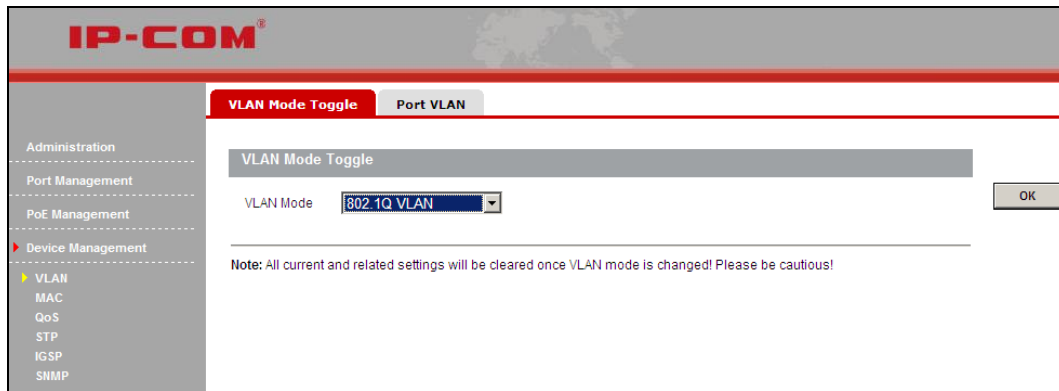 IP-COM®
VLAN Mode Toggle Port VLAN
Administration
Port Management
PoE Management
Device Management
VLAN
MAC
QoS
STP
IGSP
SNMP
VLAN Mode Toggle
VLAN Mode 802.1Q VLAN
OK
Note: All current and related settings will be cleared once VLAN mode is changed! Please be cautious!